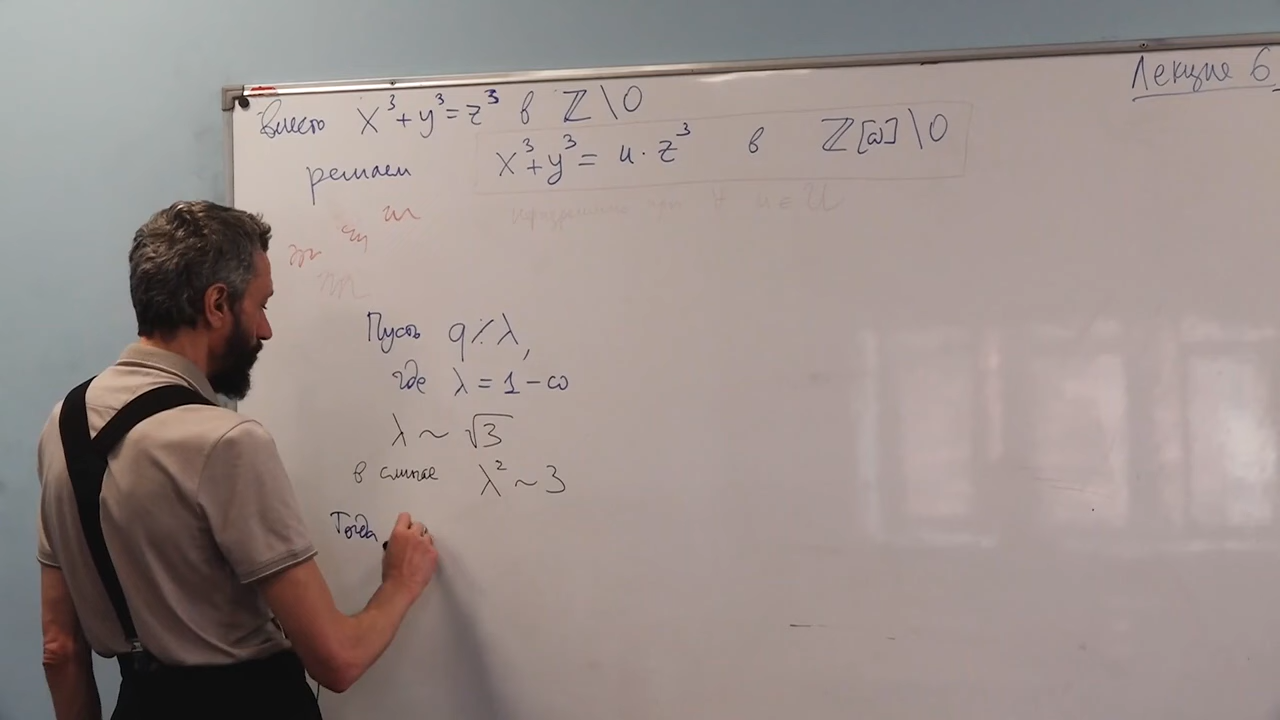 Лекция 6
вместо x³+y³=z³ в ℤ\0
решаем x³+y³= u·z³ в ℤ[ω]\0
при ∀ u ∈ U
Пусть q⁒λ,
где λ = 1-ω
λ ~ √3
в смысле λ² ~ 3
Тогда